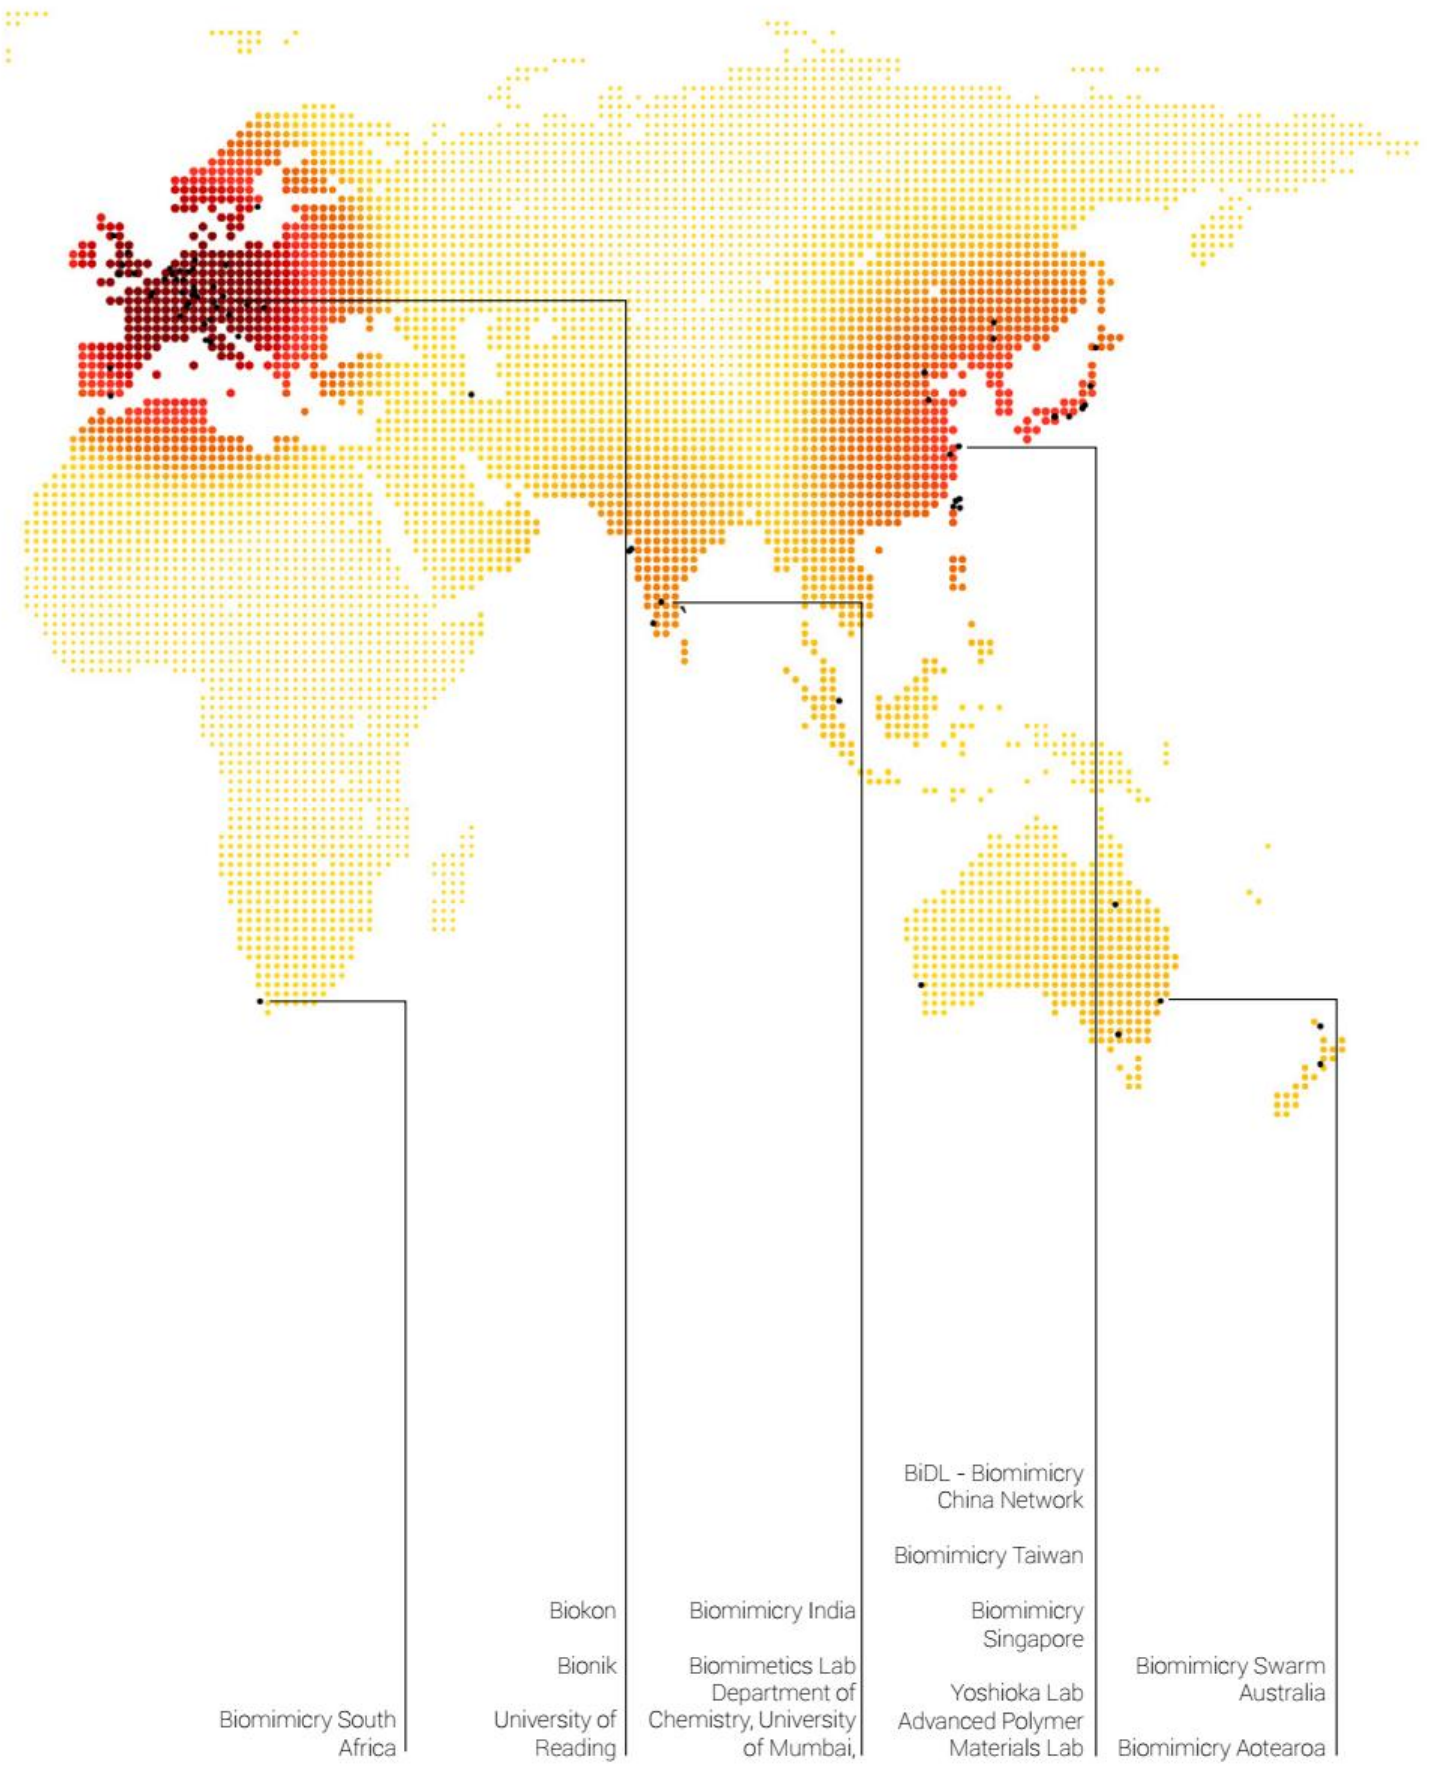 Biomimicry South
Africa
Biokon
Bionik
University of
Reading
Biomimicry India
Biomimetics Lab
Department of
Chemistry, University
of Mumbai,
BiDL - Biomimicry
China Network
Biomimicry Taiwan
Biomimicry
Singapore
Yoshioka Lab
Advanced Polymer
Materials Lab
Biomimicry Swarm
Australia
Biomimicry Aotearoa